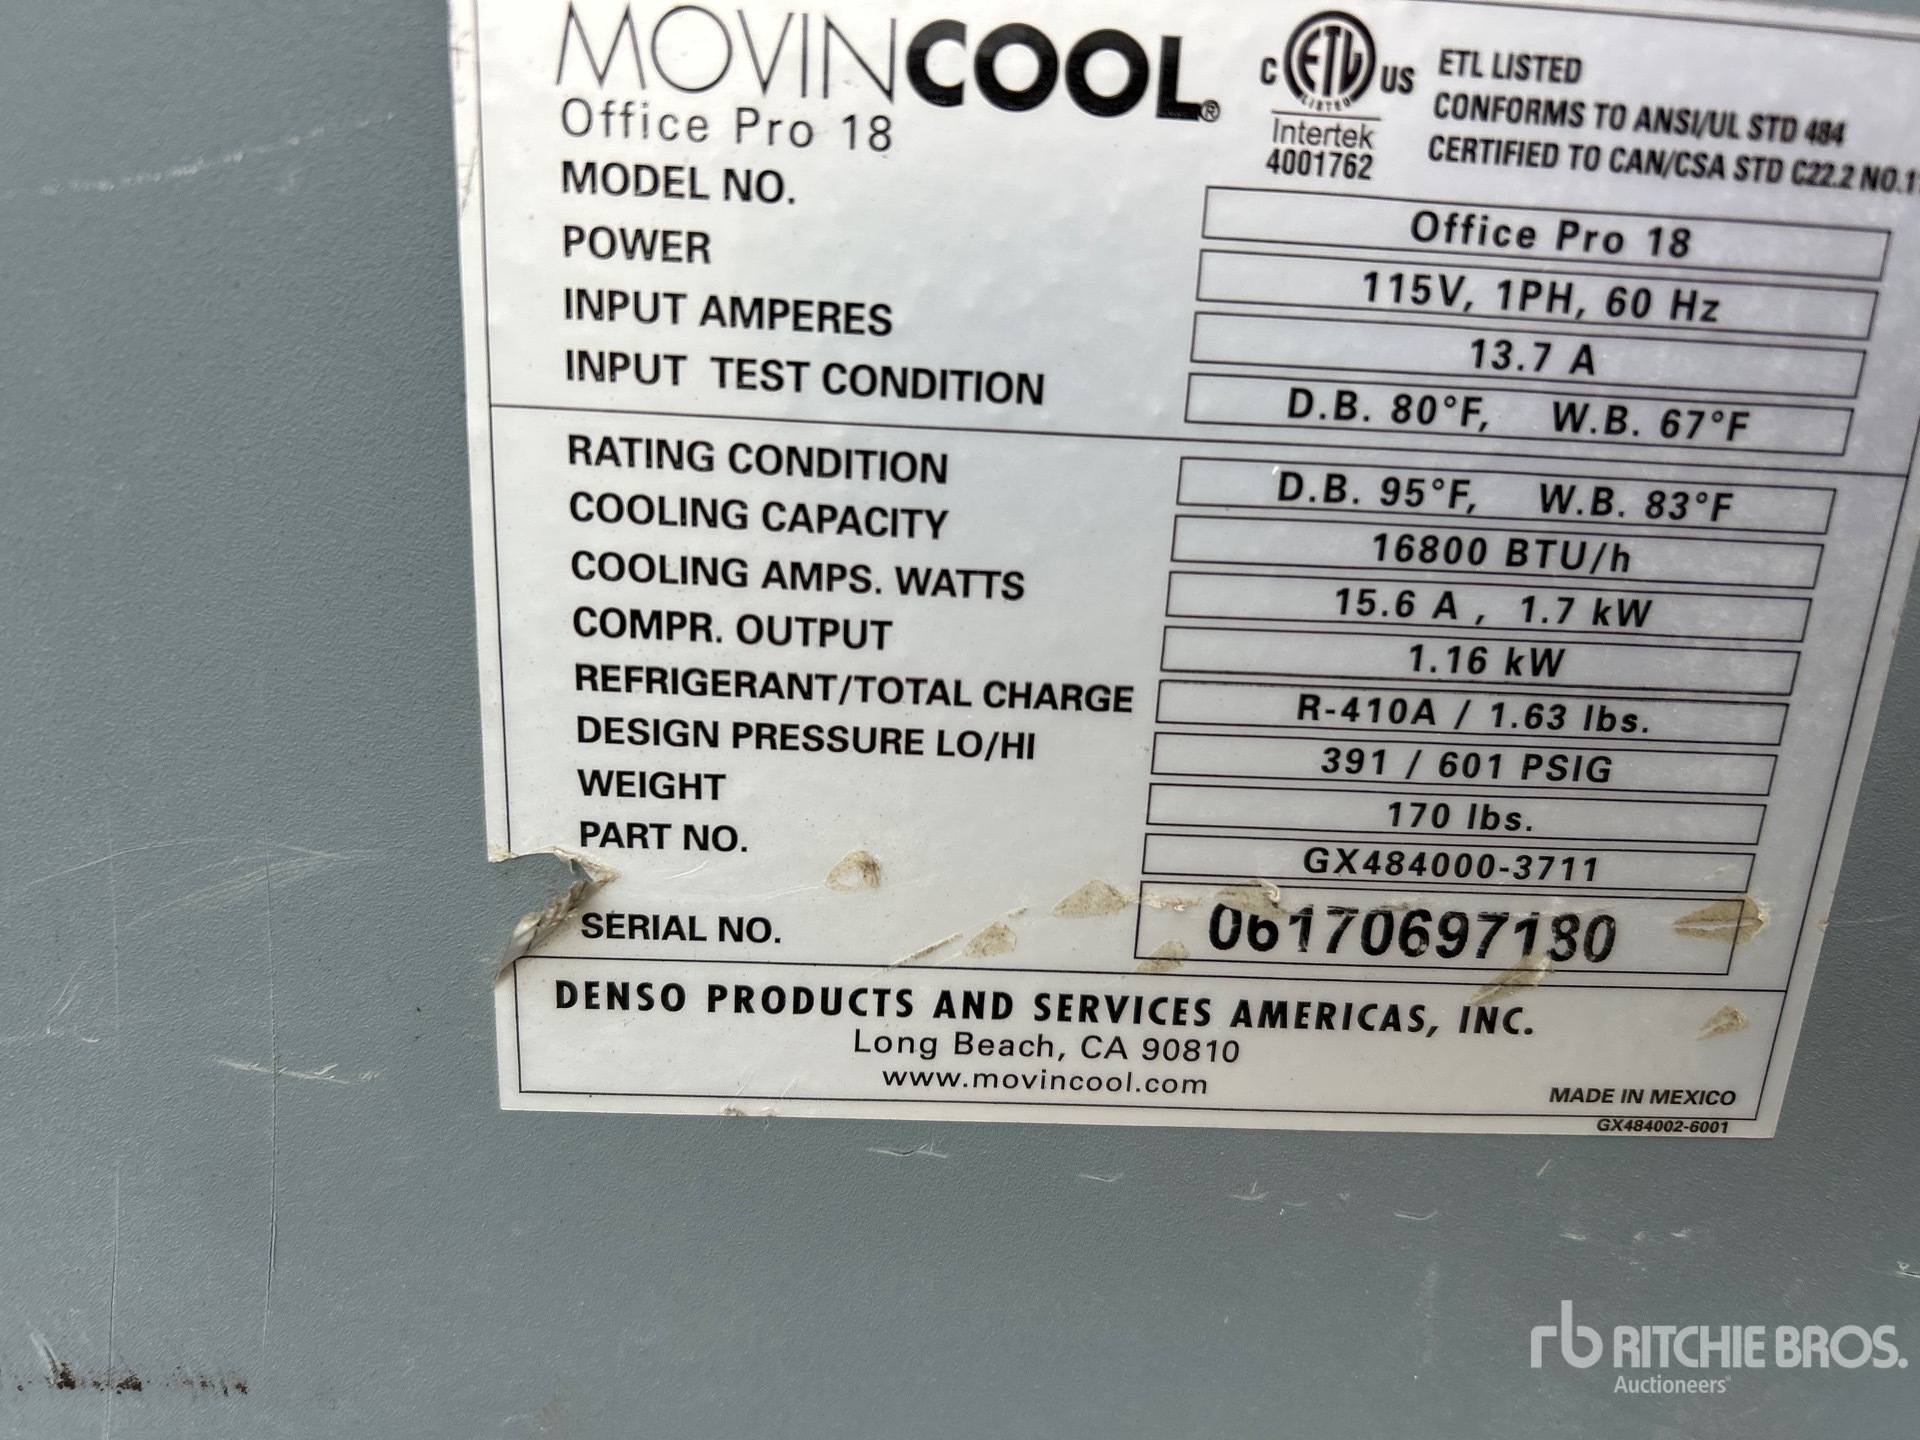 MOVINCOOL®
Office Pro 18
C ETL US
LISTED
Intertek
4001762
ETL LISTED
CONFORMS TO ANSI/UL STD 484
CERTIFIED TO CAN/CSA STD C22.2 NO.1
MODEL NO. Office Pro 18
POWER 115V, 1PH, 60 Hz
INPUT AMPERES 13.7 A
INPUT TEST CONDITION D.B. 80°F, W.B. 67°F
RATING CONDITION D.B. 95°F, W.B. 83°F
COOLING CAPACITY 16800 BTU/h
COOLING AMPS. WATTS 15.6 A , 1.7 kW
COMPR. OUTPUT 1.16 kW
REFRIGERANT/TOTAL CHARGE R-410A / 1.63 lbs.
DESIGN PRESSURE LO/HI 391 / 601 PSIG
WEIGHT 170 lbs.
PART NO. GX484000-3711
SERIAL NO. 06170697180
DENSO PRODUCTS AND SERVICES AMERICAS, INC.
Long Beach, CA 90810
www.movincool.com
MADE IN MEXICO
GX484002-6001
rb RITCHIE BROS.
Auctioneers